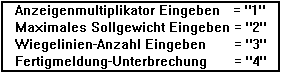 Anzeigenmultiplikator Eingeben = "1"
Maximales Sollgewicht Eingeben = "2"
Wiegelinien-Anzahl Eingeben = "3"
Fertigmeldung-Unterbrechung = "4"